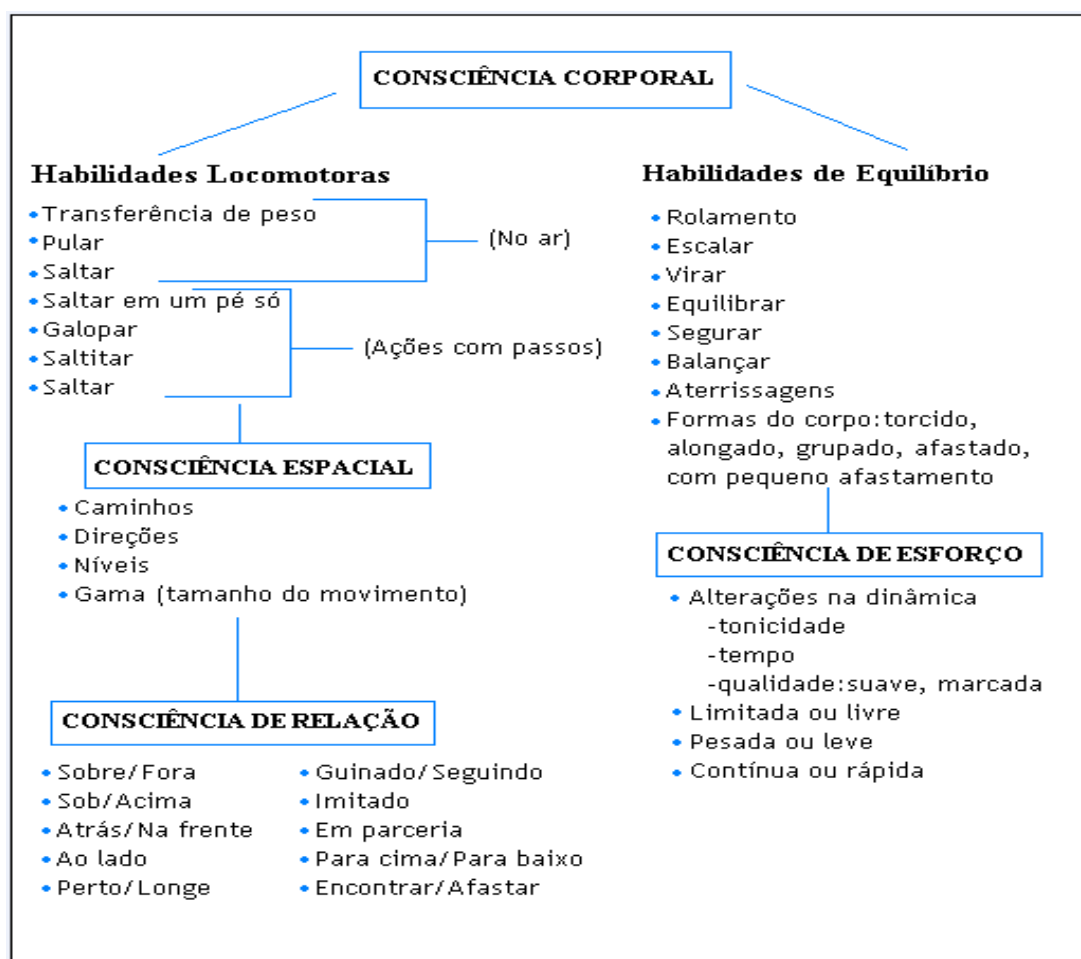 CONSCIÊNCIA CORPORAL
Habilidades Locomotoras
Transferência de peso
Pular
Saltar
(No ar)
Saltar em um pé só
Galopar
Saltitar
Saltar
(Ações com passos)
CONSCIÊNCIA ESPACIAL
Caminhos
Direções
Níveis
Gama (tamanho do movimento)
CONSCIÊNCIA DE RELAÇÃO
Sobre/Fora
Sob/Acima
Atrás/Na frente
Ao lado
Perto/Longe
Guinado/Seguindo
Imitado
Em parceria
Para cima/Para baixo
Encontrar/Afastar
Habilidades de Equilíbrio
Rolamento
Escalar
Virar
Equilibrar
Segurar
Balançar
Aterrissagens
Formas do corpo:torcido,
alongado, grupado, afastado,
com pequeno afastamento
CONSCIÊNCIA DE ESFORÇO
Alterações na dinâmica
-tonicidade
-tempo
-qualidade:suave, marcada
Limitada ou livre
Pesada ou leve
Contínua ou rápida